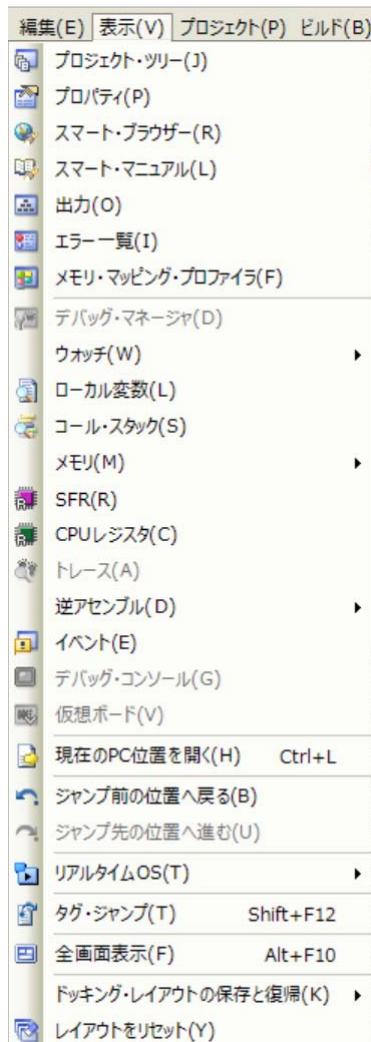 編集(E) 表示(V) プロジェクト(P) ビルド(B)
プロジェクト・ツリー(J)
プロパティ(P)
スマート・ブラウザー(R)
スマート・マニュアル(L)
出力(O)
エラー一覧(I)
メモリ・マッピング・プロファイラ(F)
デバッグ・マネージャ(D)
ウォッチ(W)
ローカル変数(L)
コール・スタック(S)
メモリ(M)
SFR(R)
CPUレジスタ(C)
トレース(A)
逆アセンブル(D)
イベント(E)
デバッグ・コンソール(G)
仮想ボード(V)
現在のPC位置を開く(H) Ctrl+L
ジャンプ前の位置へ戻る(B)
ジャンプ先の位置へ進む(U)
リアルタイムOS(T)
タグ・ジャンプ(T) Shift+F12
全画面表示(F) Alt+F10
ドッキング・レイアウトの保存と復帰(K)
レイアウトをリセット(Y)